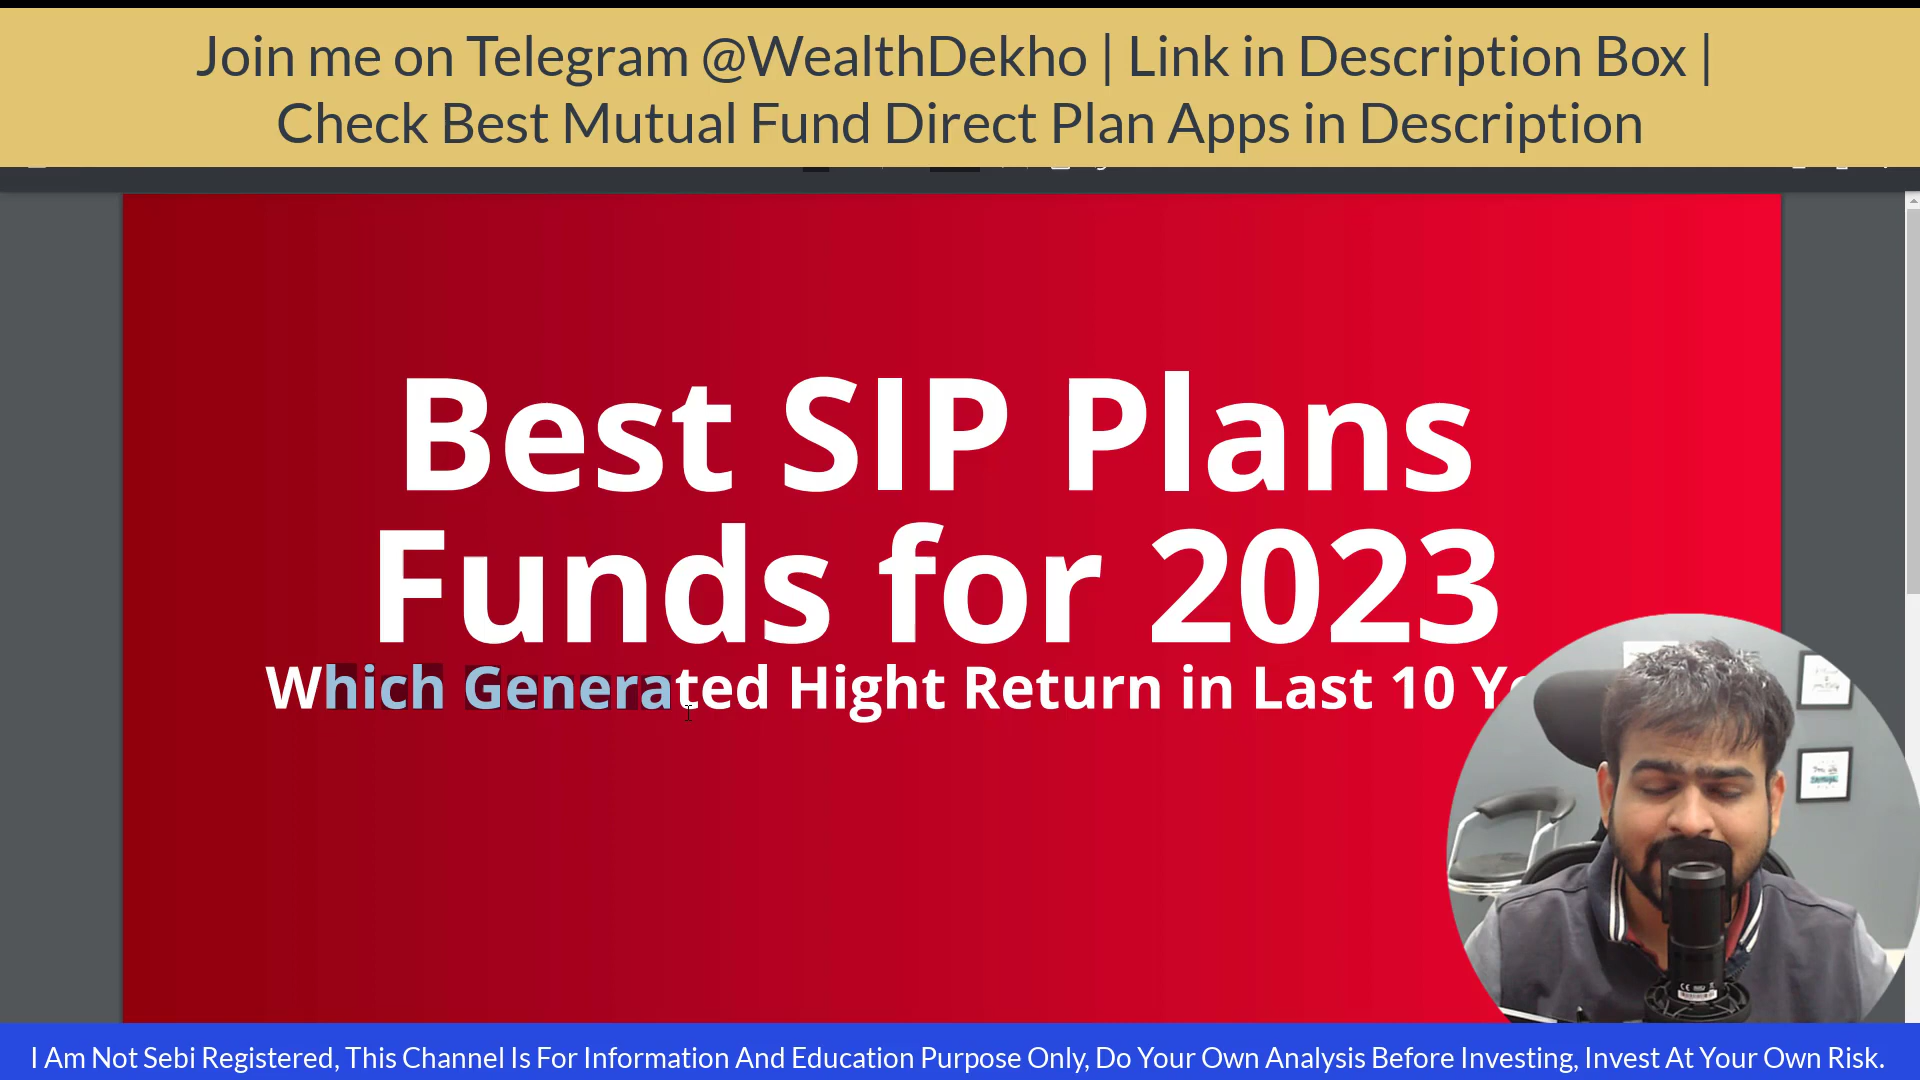 Join me on Telegram @WealthDekho | Link in Description Box |
Check Best Mutual Fund Direct Plan Apps in Description
Best SIP Plans
Funds for 2023
Which Generated Hight Return in Last 10
I Am Not Sebi Registered, This Channel Is For Information And Education Purpose Only, Do Your Own Analysis Before Investing, Invest At Your Own Risk.